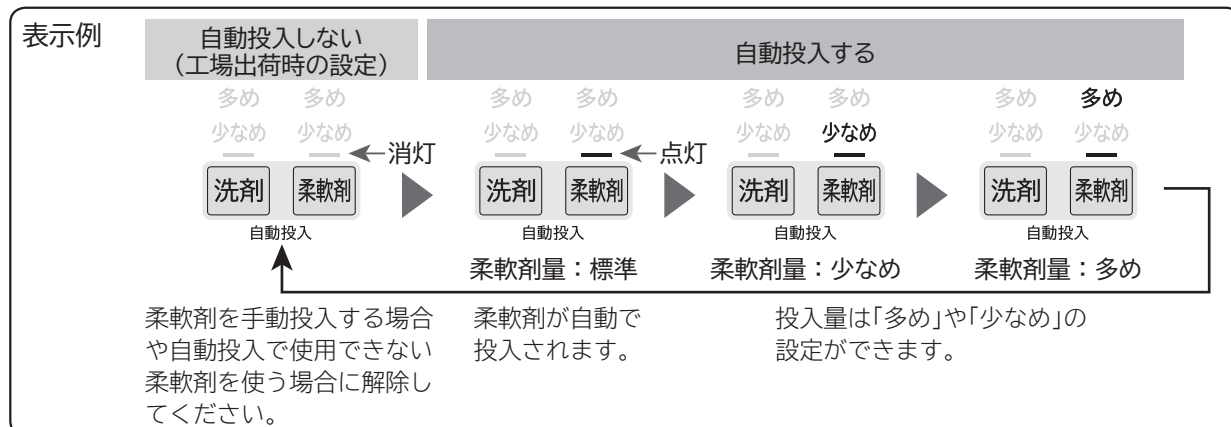 表示例
自動投入しない
（工場出荷時の設定）
自動投入する
多め 多め
少なめ 少なめ
消灯
洗剤 柔軟剤
自動投入
多め 多め
少なめ 少なめ
点灯
洗剤 柔軟剤
自動投入
柔軟剤量：標準
多め 多め
少なめ 少なめ
洗剤 柔軟剤
自動投入
柔軟剤量：少なめ
多め 多め
少なめ 少なめ
洗剤 柔軟剤
自動投入
柔軟剤量：多め
柔軟剤を手動投入する場合
や自動投入で使用できない
柔軟剤を使う場合に解除し
てください。
柔軟剤が自動で
投入されます。
投入量は「多め」や「少なめ」の
設定ができます。